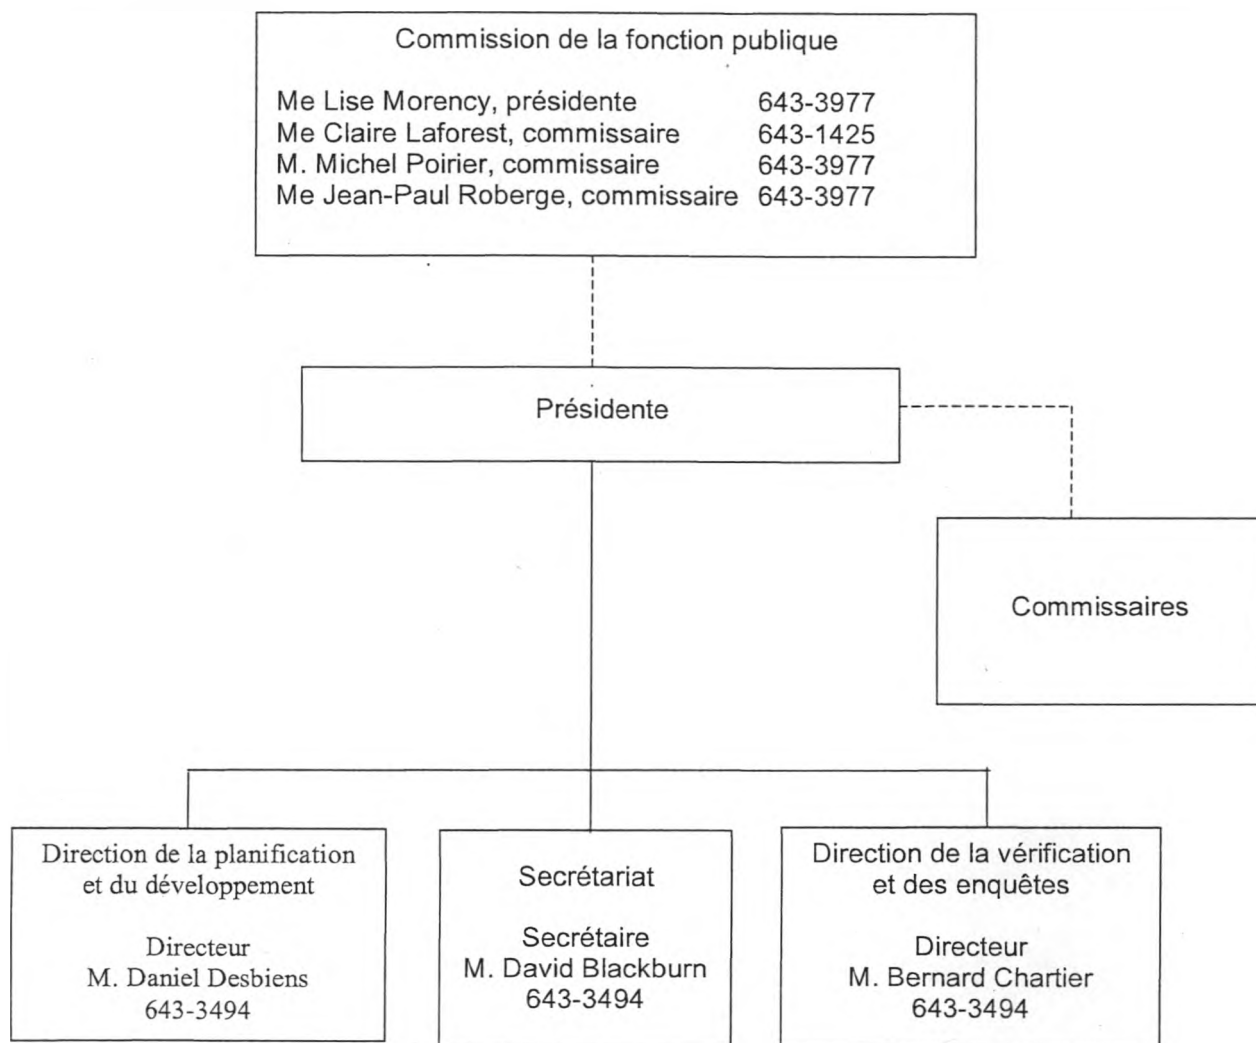 Commission de la fonction publique
Me Lise Morency, présidente 643-3977
Me Claire Laforest, commissaire 643-1425
M. Michel Poirier, commissaire 643-3977
Me Jean-Paul Roberge, commissaire 643-3977
Présidente
Commissaires
Direction de la planification
et du développement
Directeur
M. Daniel Desbiens
643-3494
Secrétariat
Secrétaire
M. David Blackburn
643-3494
Direction de la vérification
et des enquêtes
Directeur
M. Bernard Chartier
643-3494